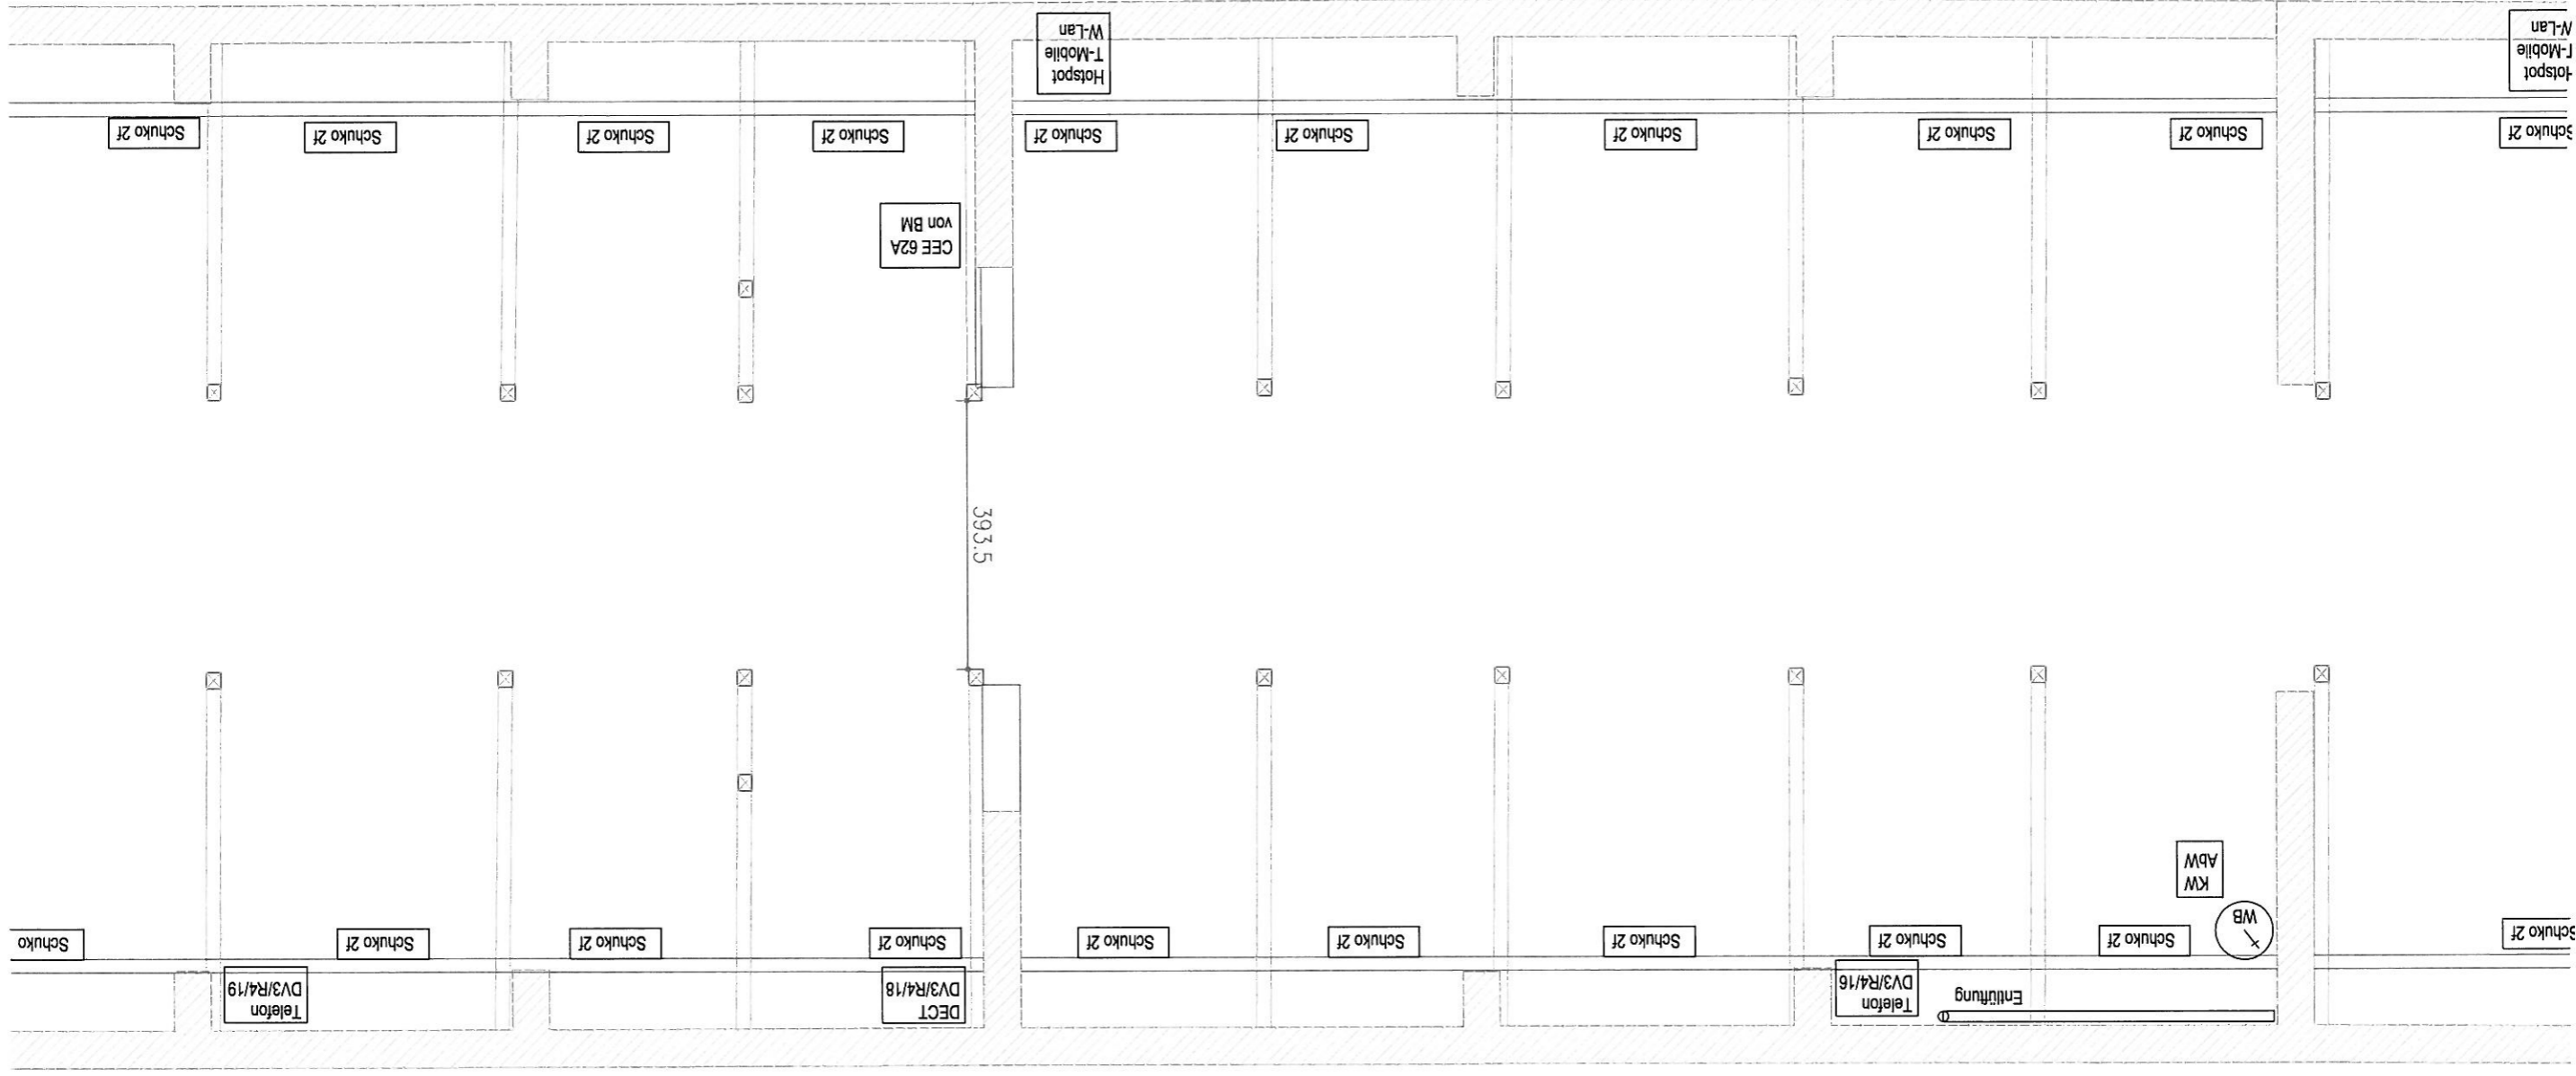 Entlüftung
Telefon
DV3/R4/16
DECT
DV3/R4/18
Telefon
DV3/R4/19
Schuko 2f
WB
Schuko 2f
Schuko 2f
Schuko 2f
Schuko 2f
Schuko 2f
Schuko 2f
Schuko 2f
Schuko 2f
Schuko
KW
AbW
393.5
CEE 62A
von BM
Schuko 2f
Schuko 2f
Schuko 2f
Schuko 2f
Schuko 2f
Schuko 2f
Schuko 2f
Schuko 2f
Schuko 2f
Schuko 2f
Hotspot
T-Mobile
W-Lan
Hotspot
T-Mobile
W-Lan